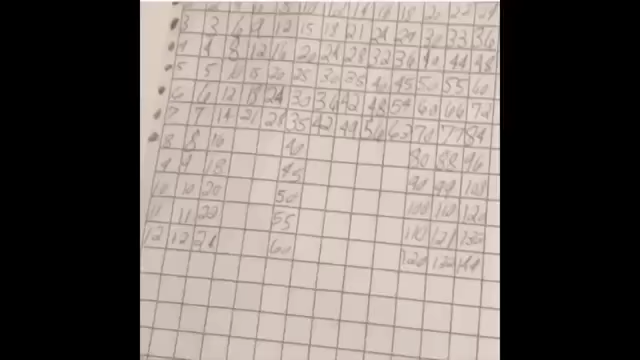 3 3 6 9 12 15 18 21 24 27 30 33 36
4 4 8 12 16 20 24 28 32 36 40 44 48
5 5 10 15 20 25 30 35 40 45 50 55 60
6 6 12 18 24 30 36 42 48 54 60 66 72
7 7 14 21 28 35 42 49 56 63 70 77 84
8 8 16 40 80 88 96
9 9 18 45 90 99 108
10 10 20 50 100 110 120
11 11 22 55 110 121 132
12 12 24 60 120 132 144